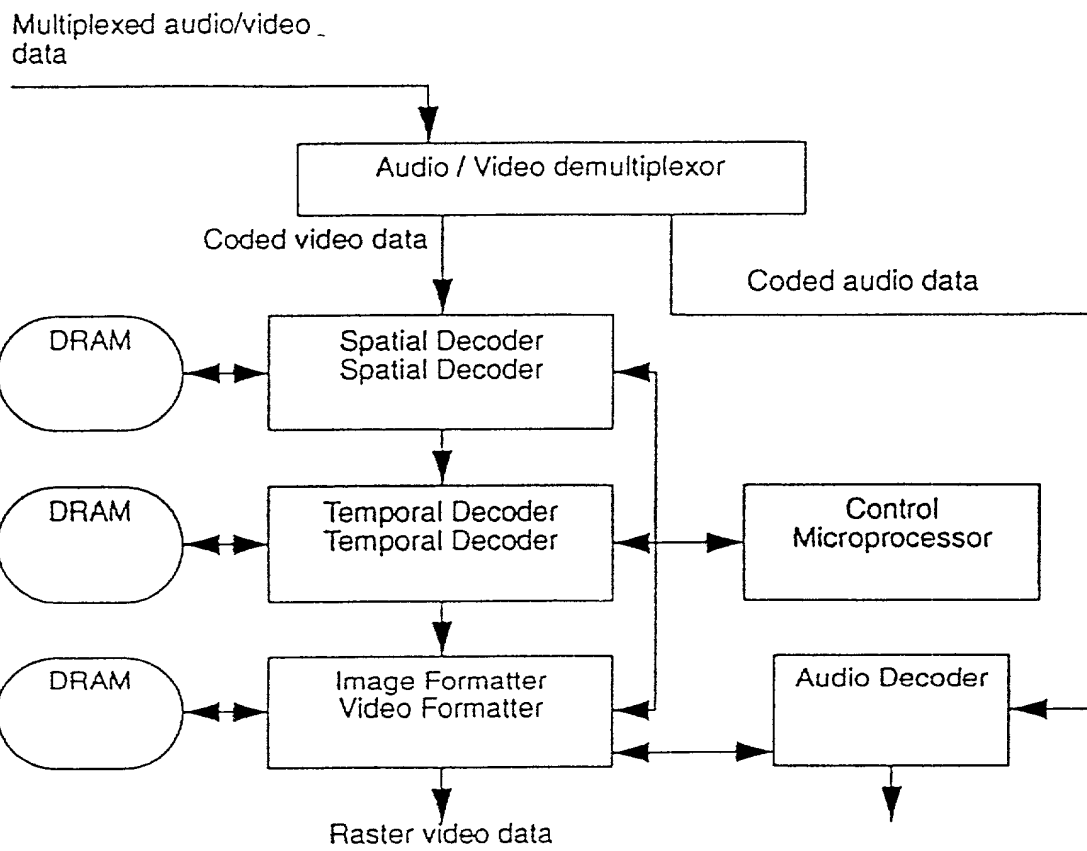 Multiplexed audio/video
data
Audio / Video demultiplexor
Coded video data
Coded audio data
DRAM
Spatial Decoder
Spatial Decoder
DRAM
Temporal Decoder
Temporal Decoder
Control
Microprocessor
DRAM
Image Formatter
Video Formatter
Audio Decoder
Raster video data